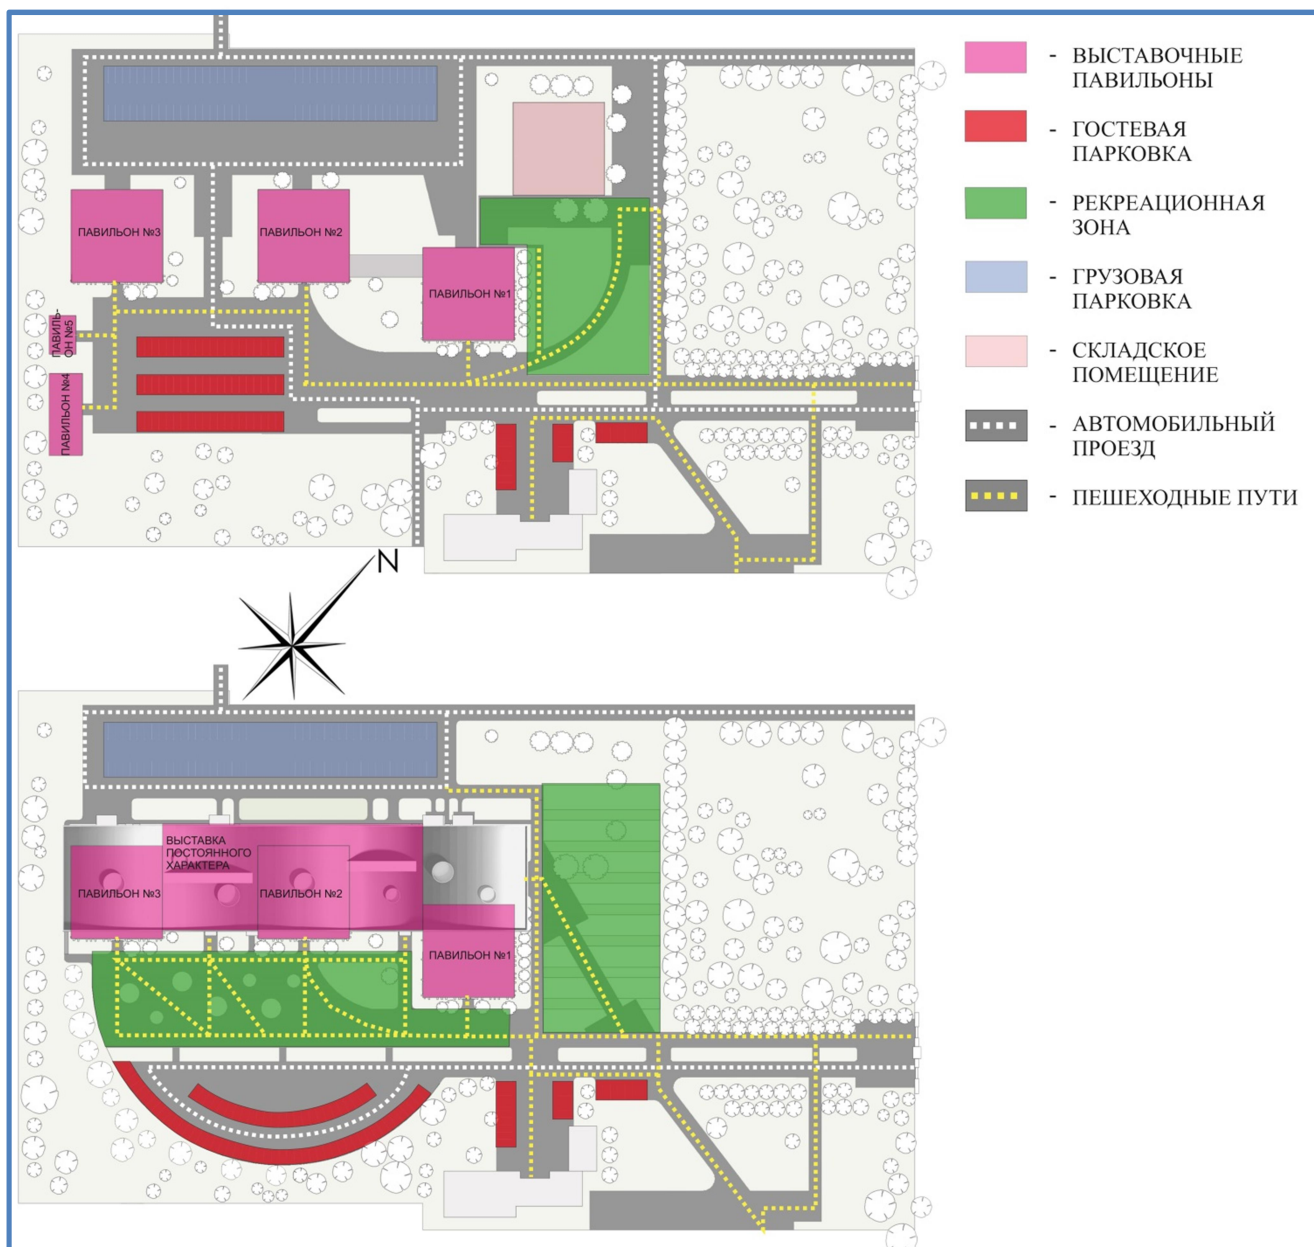 - ВЫСТАВОЧНЫЕ
ПАВИЛЬОНЫ
- ГОСТЕВАЯ
ПАРКОВКА
- РЕКРЕАЦИОННАЯ
ЗОНА
- ГРУЗОВАЯ
ПАРКОВКА
- СКЛАДСКОЕ
ПОМЕЩЕНИЕ
- АВТОМОБИЛЬНЫЙ
ПРОЕЗД
- ПЕШЕХОДНЫЕ ПУТИ
ПАВИЛЬОН №3
ПАВИЛЬОН №2
ПАВИЛЬОН №1
ПАВИЛЬ-
ОН №5
ПАВИЛЬОН №4
N
ВЫСТАВКА
ПОСТОЯННОГО
ХАРАКТЕРА
ПАВИЛЬОН №3
ПАВИЛЬОН №2
ПАВИЛЬОН №1